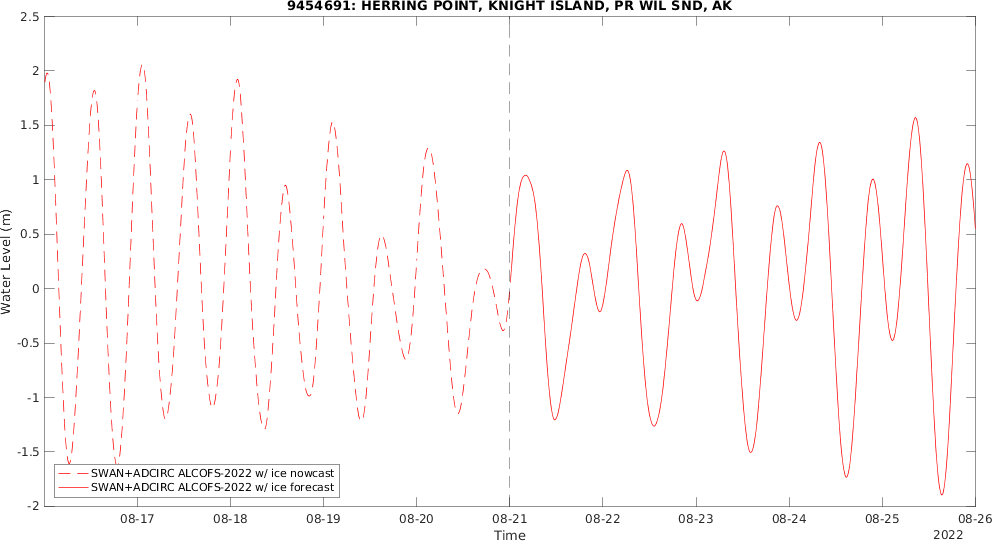 9454691: HERRING POINT, KNIGHT ISLAND, PR WIL SND, AK
2.5
2
1.5
1
0.5
0
-0.5
-1
-1.5
-2
Water Level (m)
SWAN+ADCIRC ALCOFS-2022 w/ ice nowcast
SWAN+ADCIRC ALCOFS-2022 w/ ice forecast
08-17 08-18 08-19 08-20 08-21 08-22 08-23 08-24 08-25 08-26
Time
2022